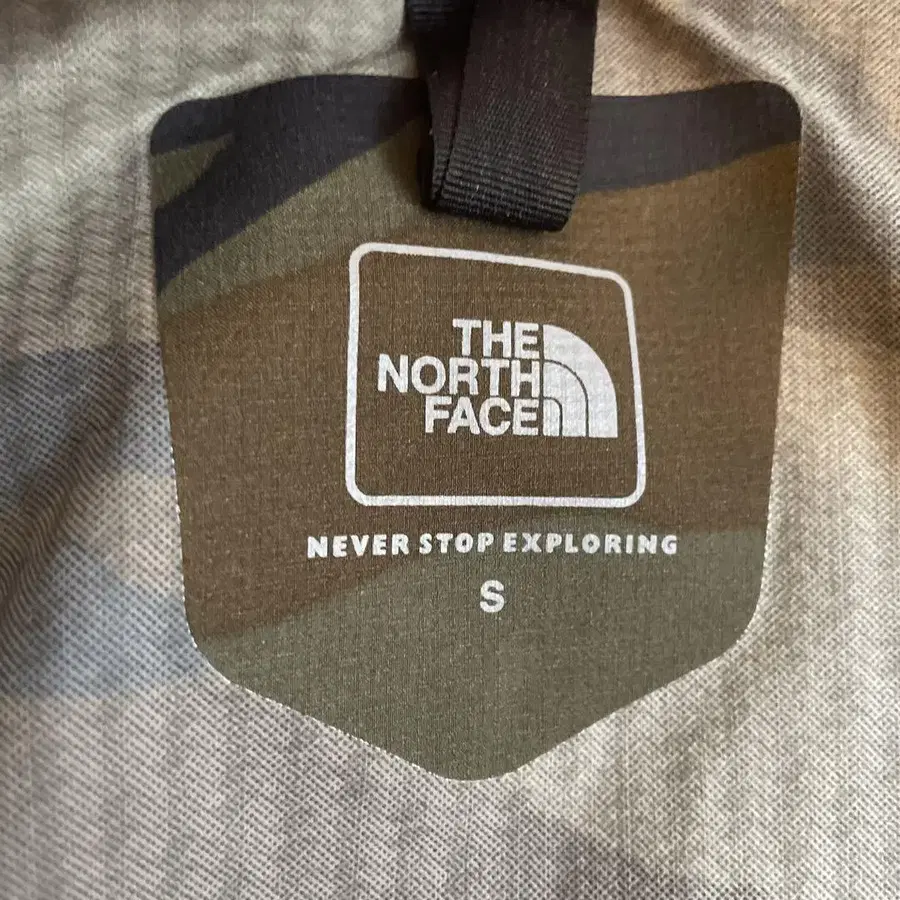 THE
NORTH
FACE
NEVER STOP EXPLORING
S